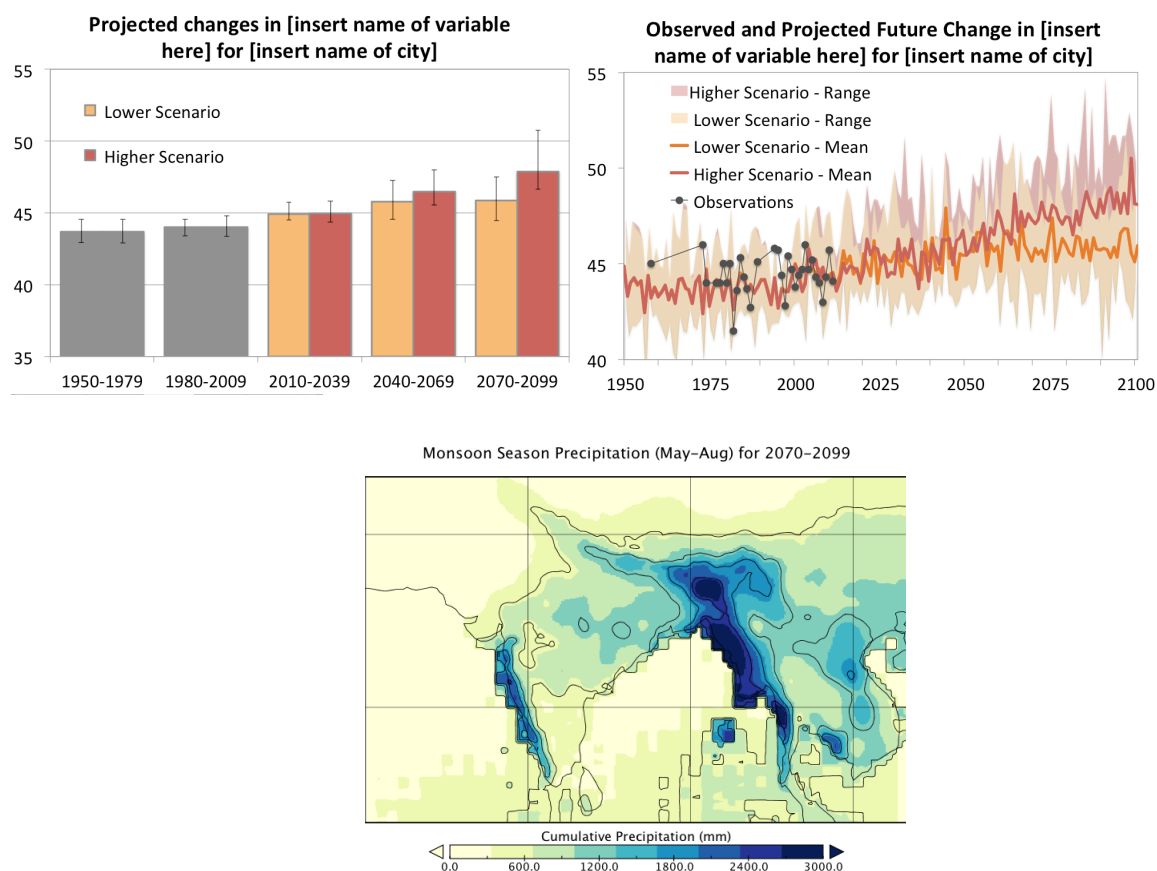 Projected changes in [insert name of variable
here] for [insert name of city]
55
50
45
40
35
Lower Scenario
Higher Scenario
1950-1979 1980-2009 2010-2039 2040-2069 2070-2099
Observed and Projected Future Change in [insert
name of variable here] for [insert name of city]
55
50
45
40
Higher Scenario - Range
Lower Scenario - Range
Lower Scenario - Mean
Higher Scenario - Mean
Observations
1950 1975 2000 2025 2050 2075 2100
Monsoon Season Precipitation (May-Aug) for 2070-2099
Cumulative Precipitation (mm)
0.0 600.0 1200.0 1800.0 2400.0 3000.0